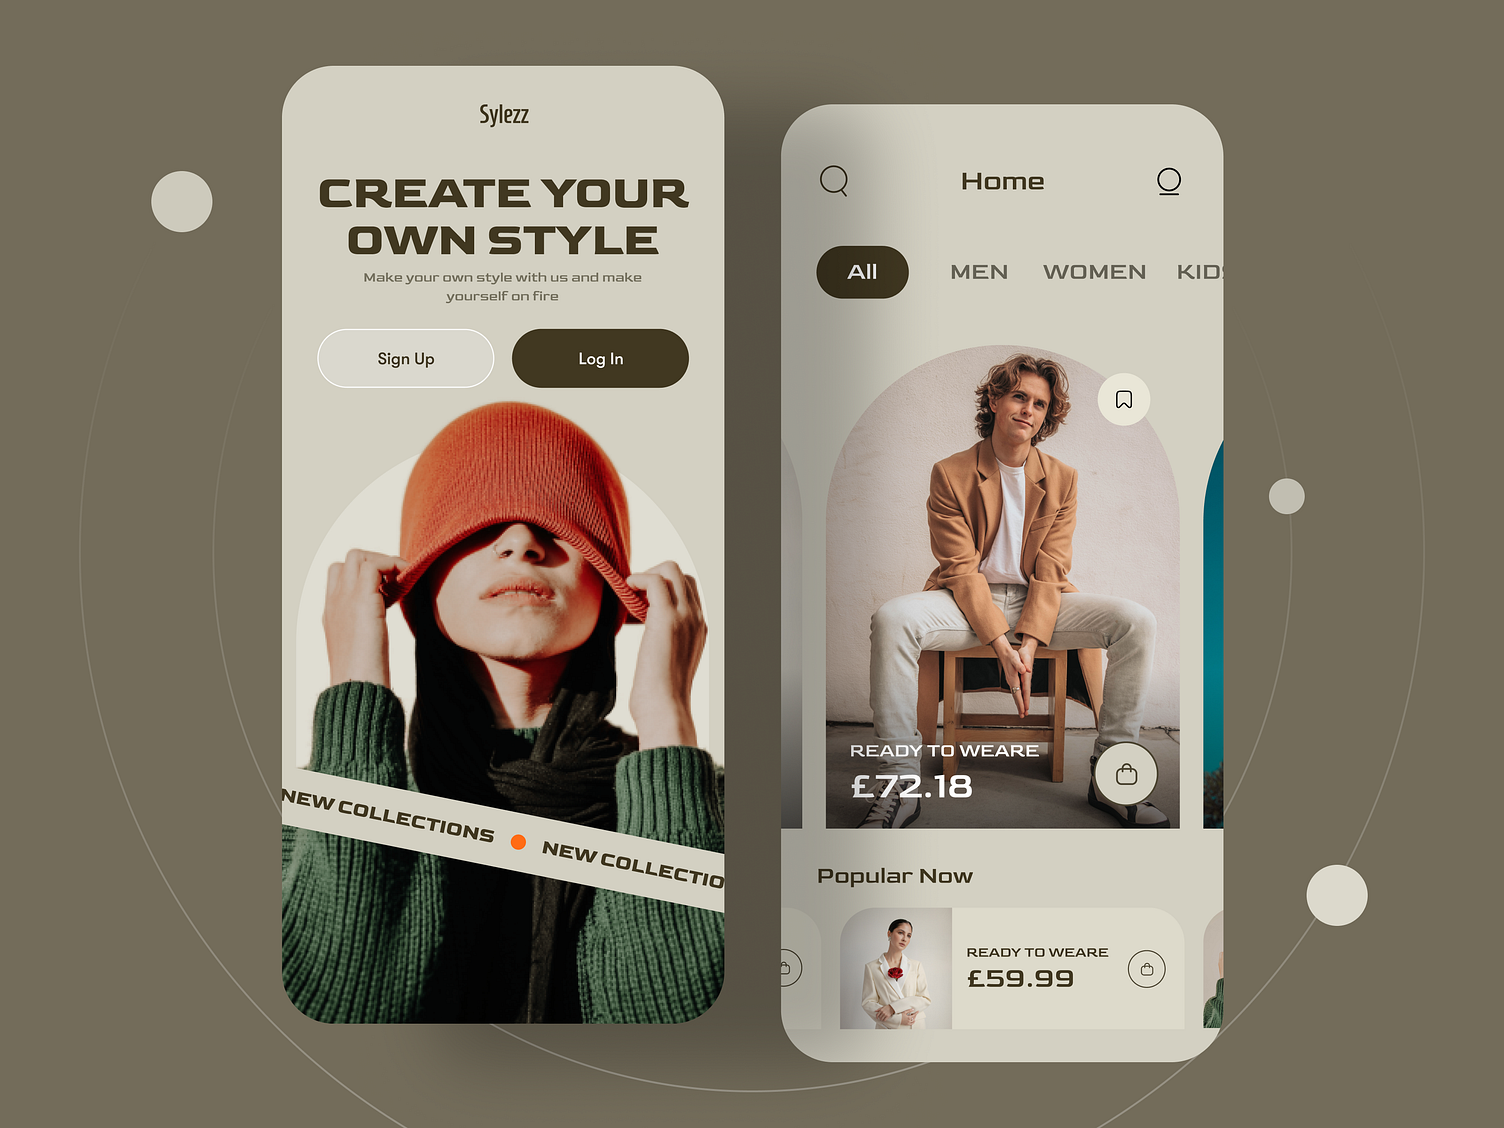 Sylezz
CREATE YOUR
OWN STYLE
Make your own style with us and make
yourself on fire
Sign Up
Log In
NEW COLLECTIONS
NEW COLLECTIO
Home
All
MEN
WOMEN
KIDS
READY TO WEARE
£72.18
Popular Now
READY TO WEARE
£59.99